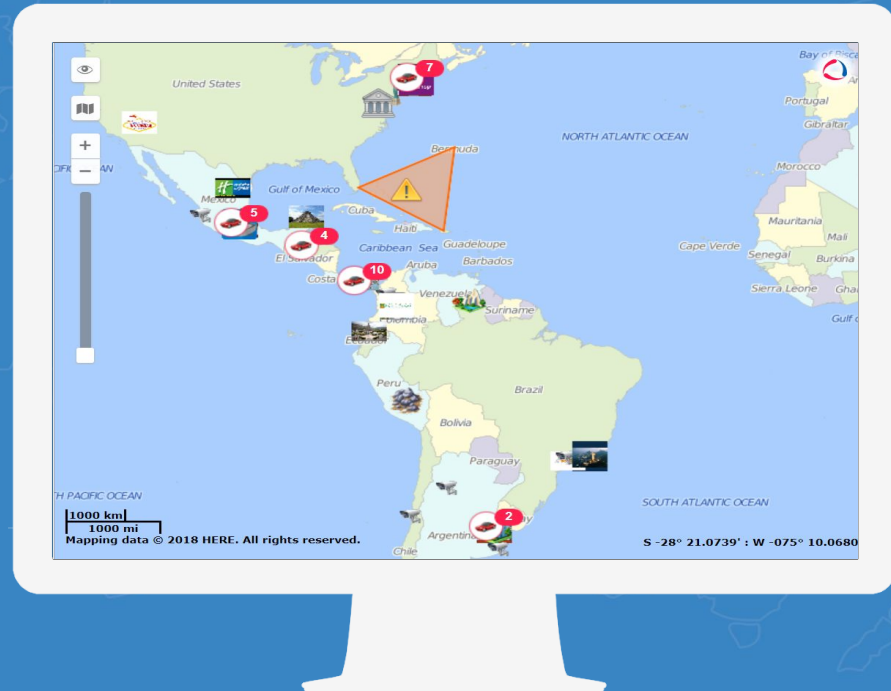 7
Bay of
United States
Portugal
Gibraltar
NORTH ATLANTIC OCEAN
Bermuda
AN
Morocco
Gulf of Mexico
Mexico
5
Cuba
Mauritania
Haiti
4
Mali
Caribbean Sea
Guadeloupe
Cape Verde
Senegal
Burkina
El Salvador
Aruba
Barbados
10
Costa
Venezuela
Sierra Leone
Suriname
Gulf
Colombia
Ecuador
Peru
Brazil
Bolivia
Paraguay
H PACIFIC OCEAN
SOUTH ATLANTIC OCEAN
1000 km
2
1000 mi
Argentina
Mapping data © 2018 HERE. All rights reserved.
S -28° 21.0739' : W -075° 10.0680
Chile